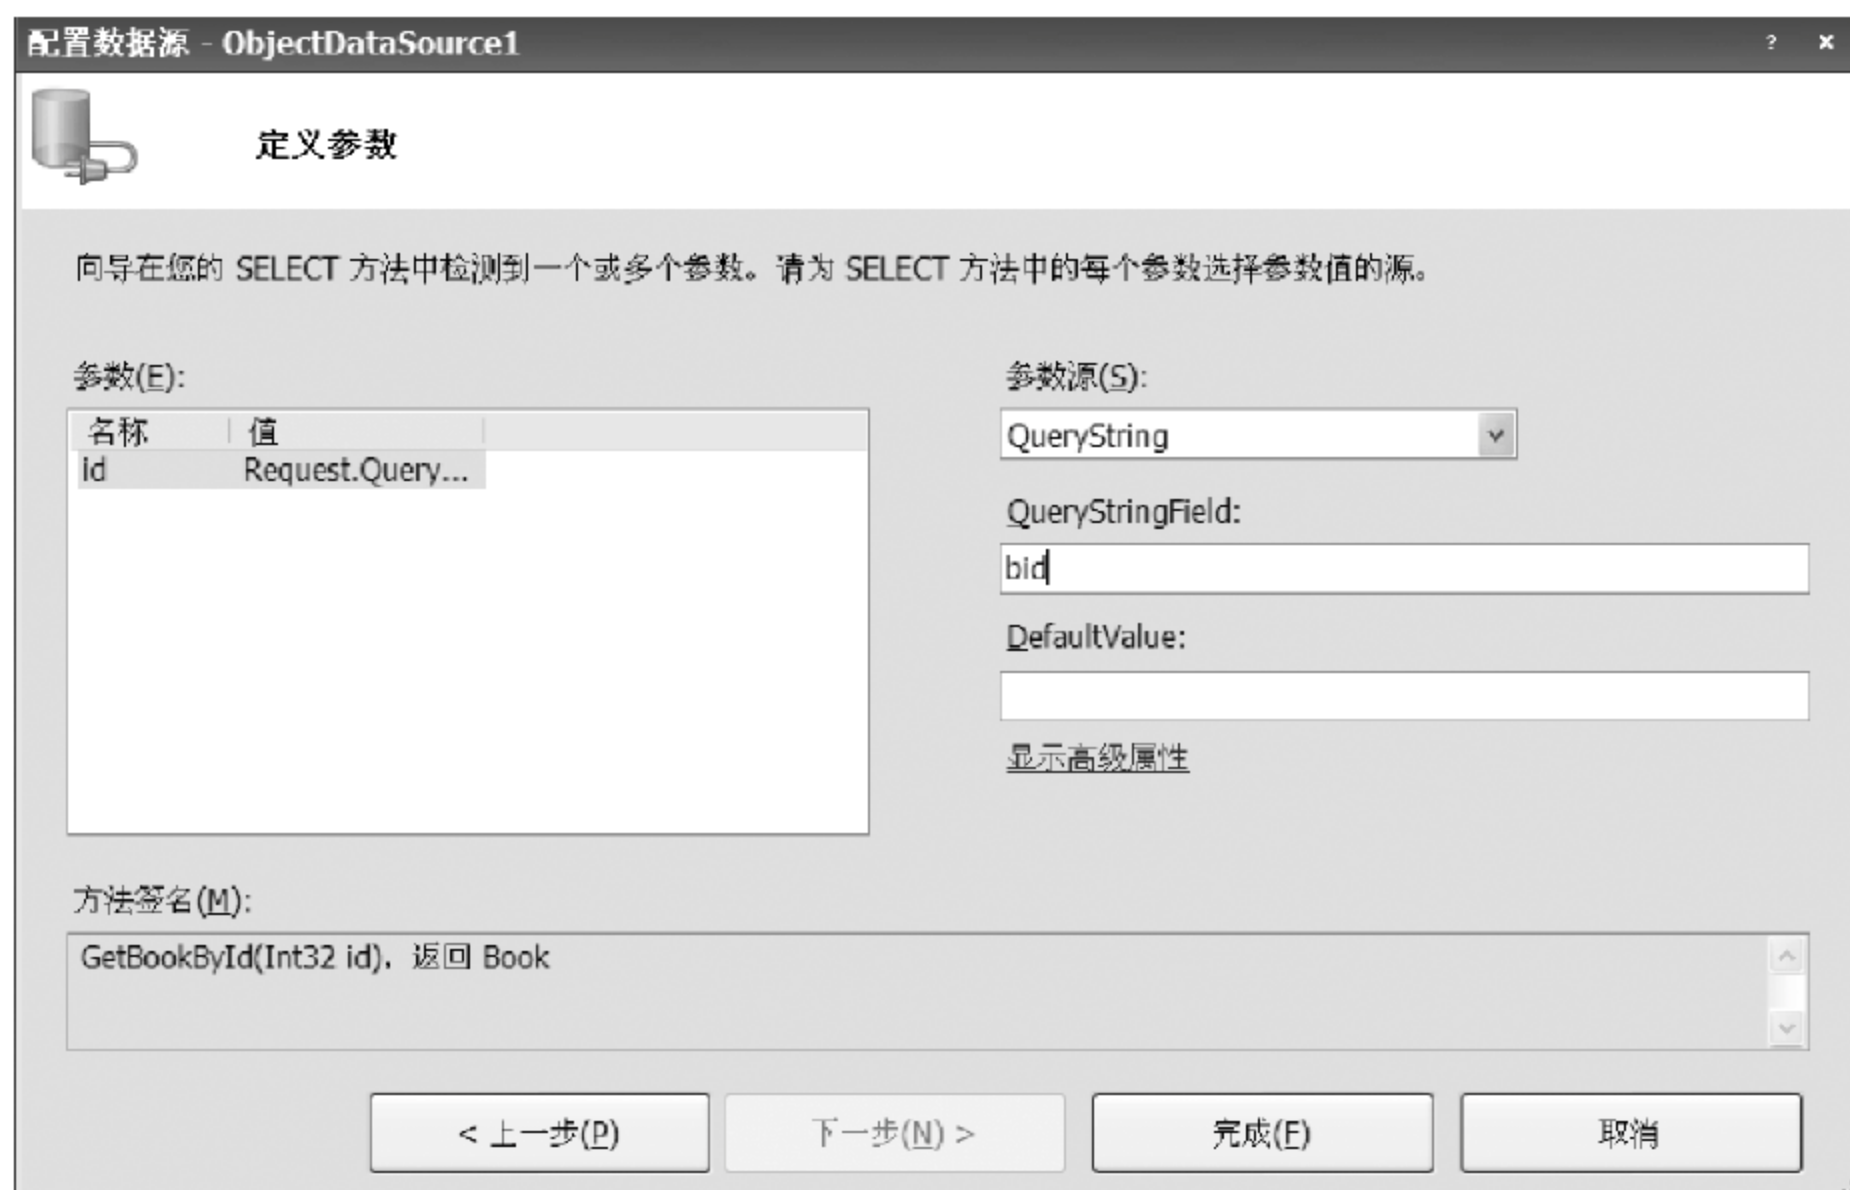 配置数据源 - ObjectDataSource1
定义参数
向导在您的 SELECT 方法中检测到一个或多个参数。请为 SELECT 方法中的每个参数选择参数值的源。
参数(E):
名称 值
id Request.Query...
参数源(S):
QueryString
QueryStringField:
bid
DefaultValue:
显示高级属性
方法签名(M):
GetBookById(Int32 id)，返回 Book
< 上一步(P)
下一步(N) >
完成(F)
取消